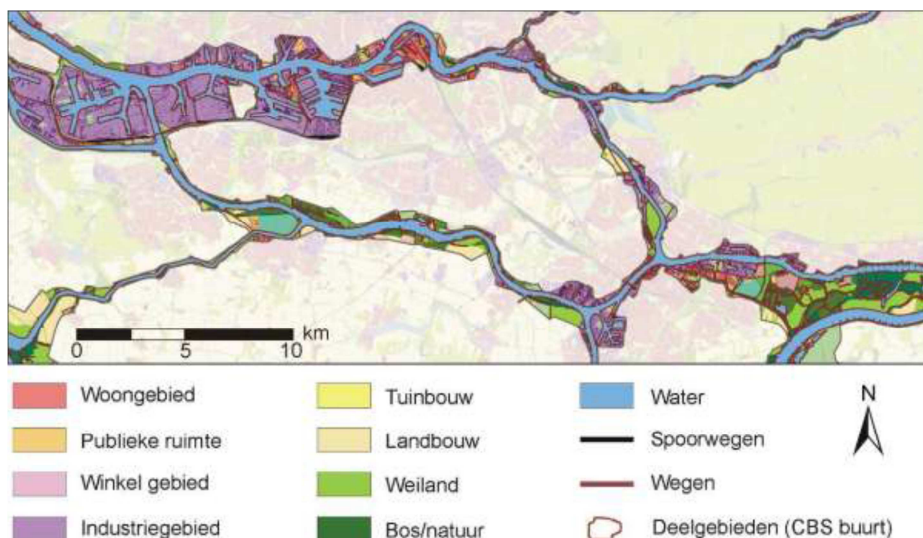 km
0 5 10
Woongebied
Publieke ruimte
Winkel gebied
Industriegebied
Tuinbouw
Landbouw
Weiland
Bos/natuur
Water
Spoorwegen
Wegen
Deelgebieden (CBS buurt)
N